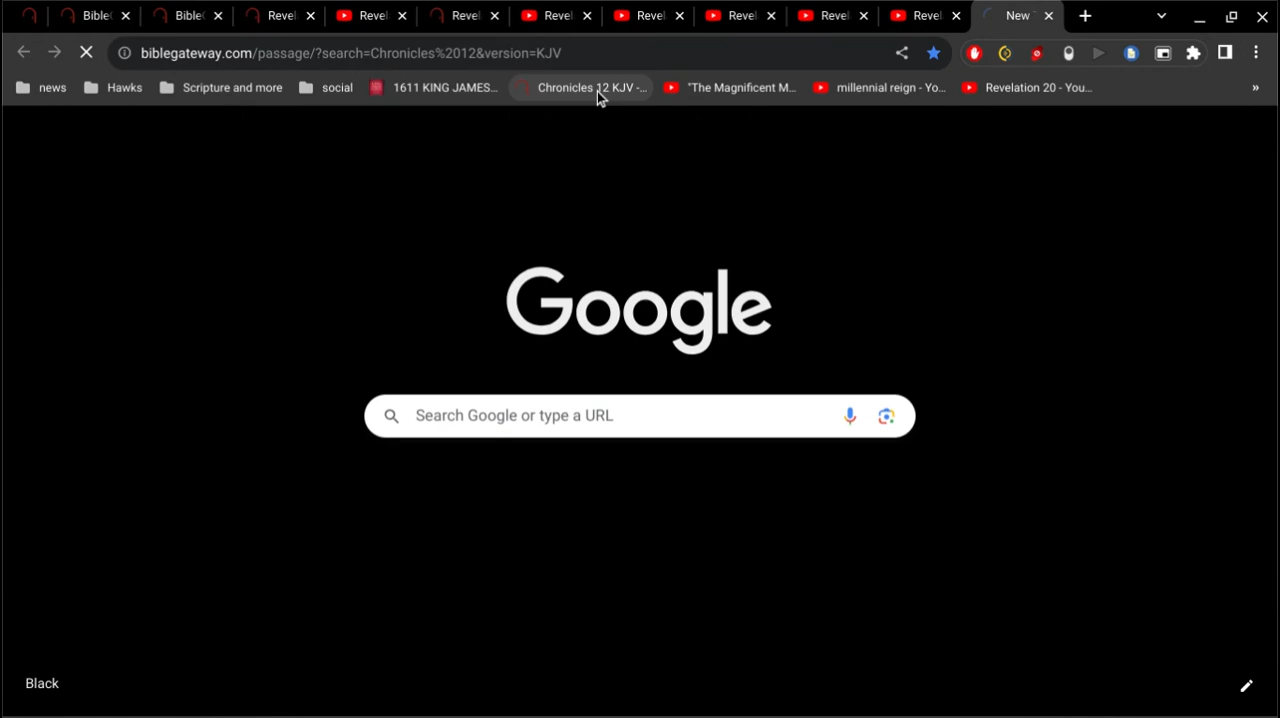 Bible Bible Revel Revel Revel Revel Revel Revel Revel Revel New
biblegateway.com/passage/?search=Chronicles%2012&version=KJV
news Hawks Scripture and more social 1611 KING JAMES... Chronicles 12 KJV -... "The Magnificent M... millennial reign - Yo... Revelation 20 - You... »
Google
Search Google or type a URL
Black